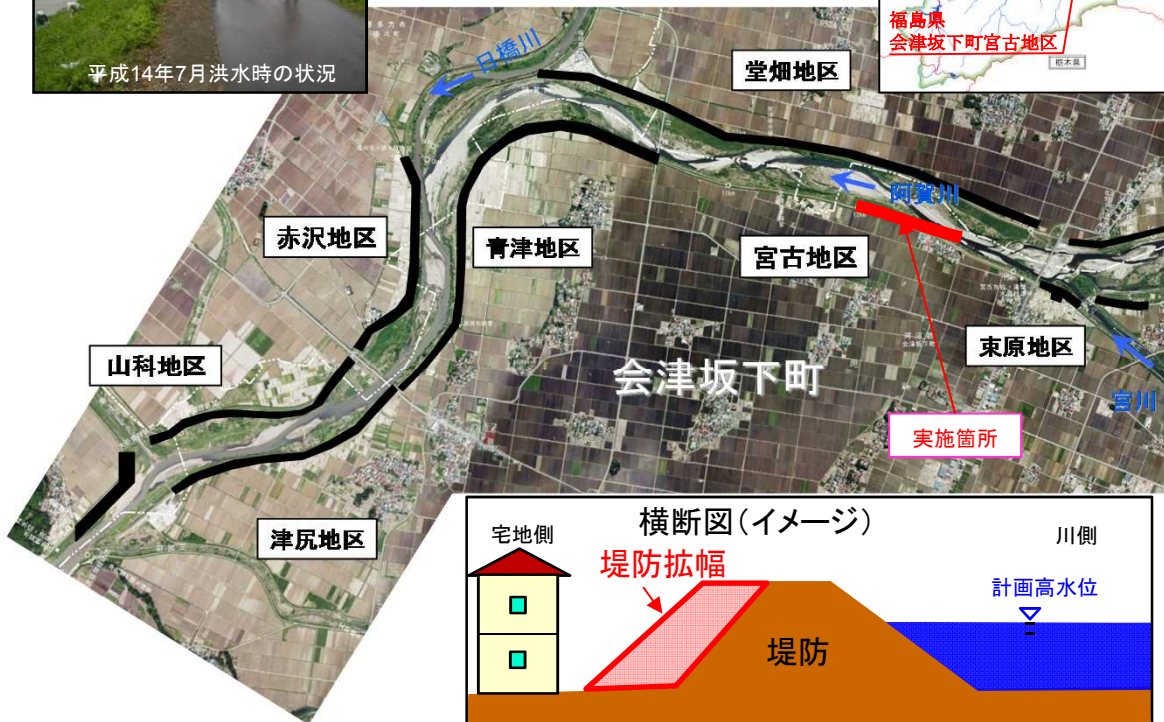 平成14年7月洪水時の状況
福島県
会津坂下町宮古地区
栃木県
日橋川
堂畑地区
阿賀川
赤沢地区
青津地区
宮古地区
束原地区
山科地区
会津坂下町
宮川
実施箇所
津尻地区
横断図(イメージ)
宅地側
川側
堤防拡幅
計画高水位
堤防